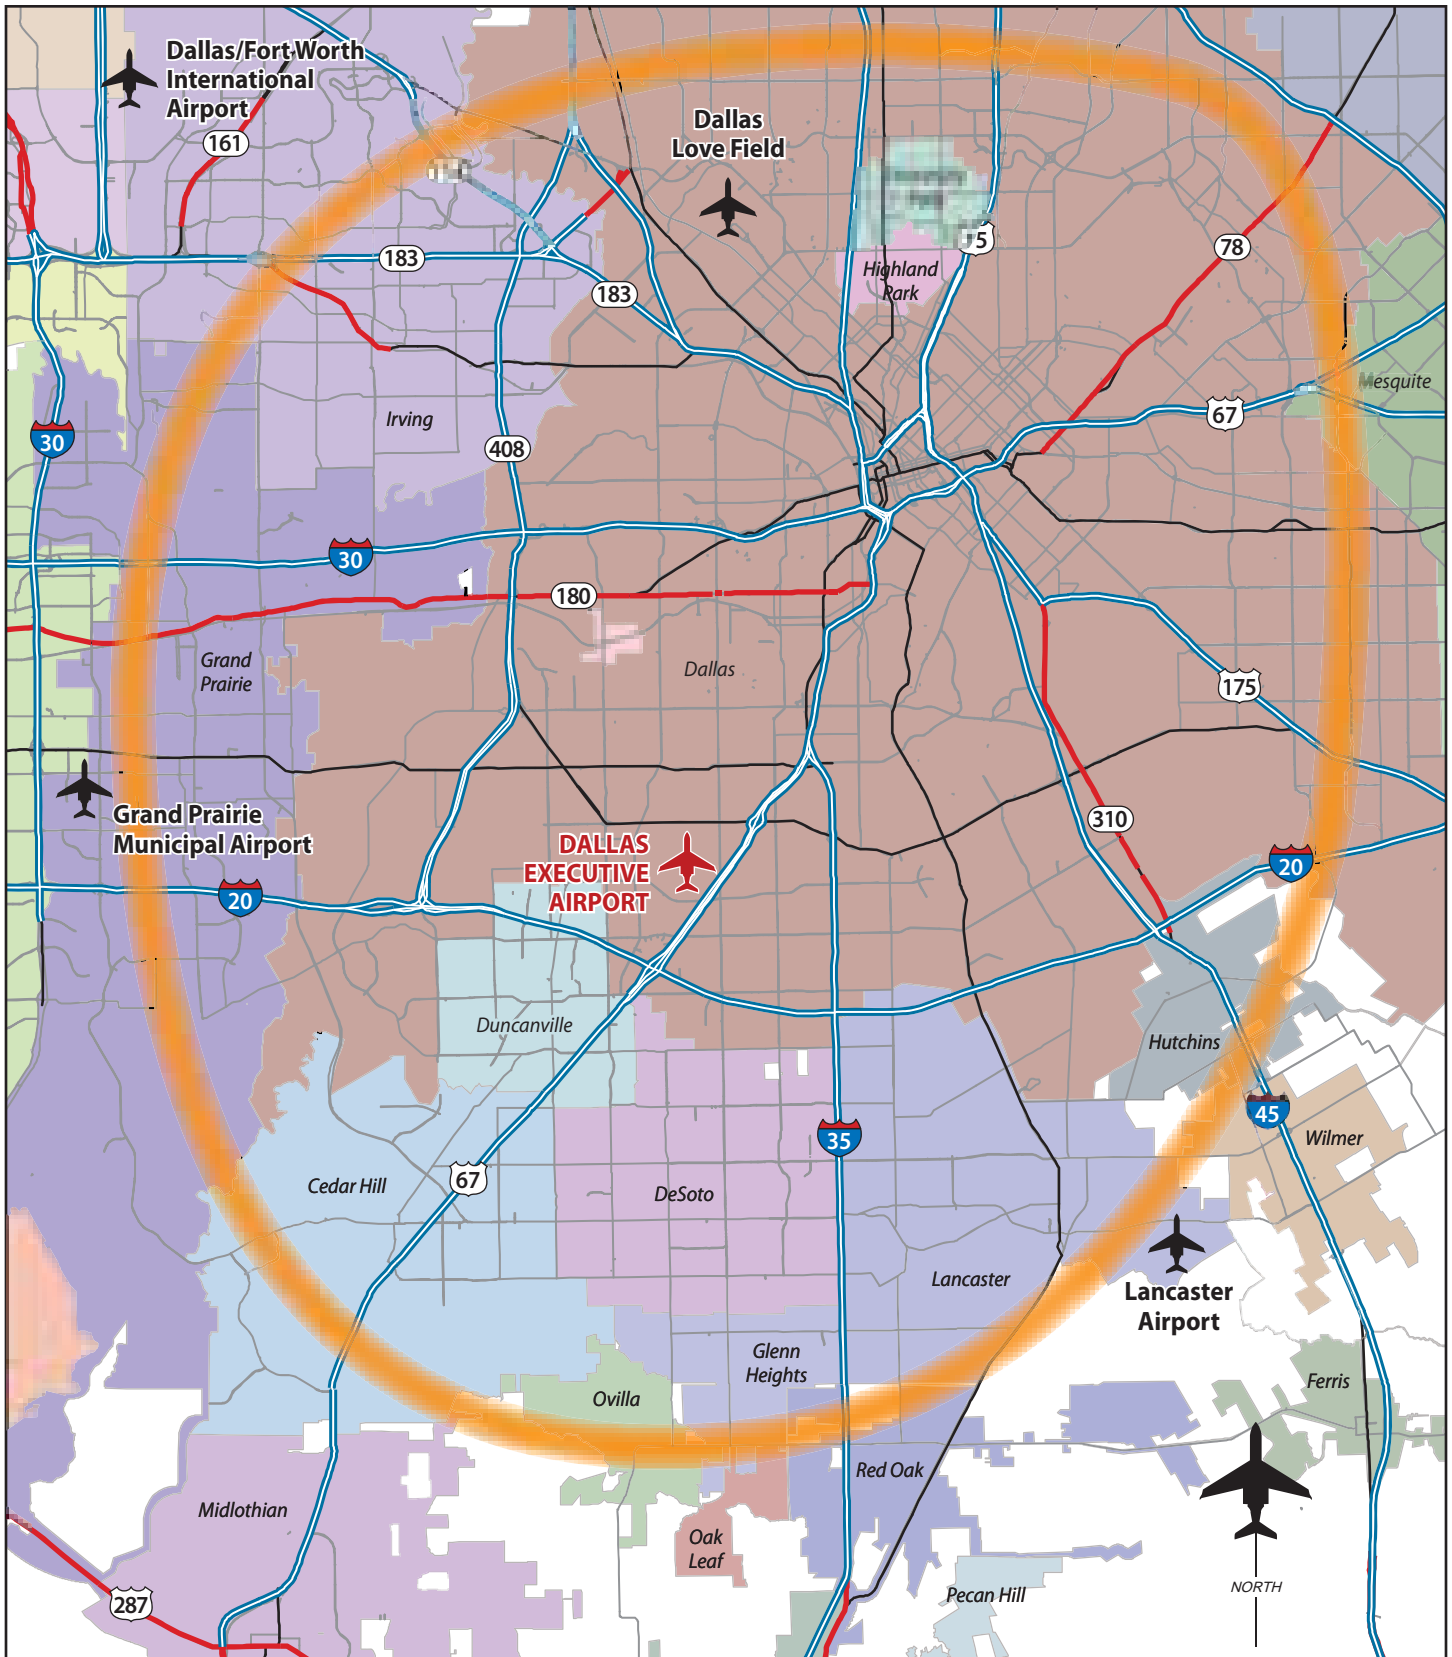 Dallas/Fort Worth
International
Airport
161
Dallas
Love Field
183
183
78
Highland
Park
Mesquite
67
30
Irving
408
30
180
Grand
Prairie
Dallas
175
Grand Prairie
Municipal Airport
DALLAS
EXECUTIVE
AIRPORT
310
20
20
Duncanville
Hutchins
45
Wilmer
35
67
Cedar Hill
DeSoto
Lancaster
Lancaster
Airport
Glenn
Heights
Ovilla
Ferris
Red Oak
Midlothian
Oak
Leaf
Pecan Hill
NORTH
287